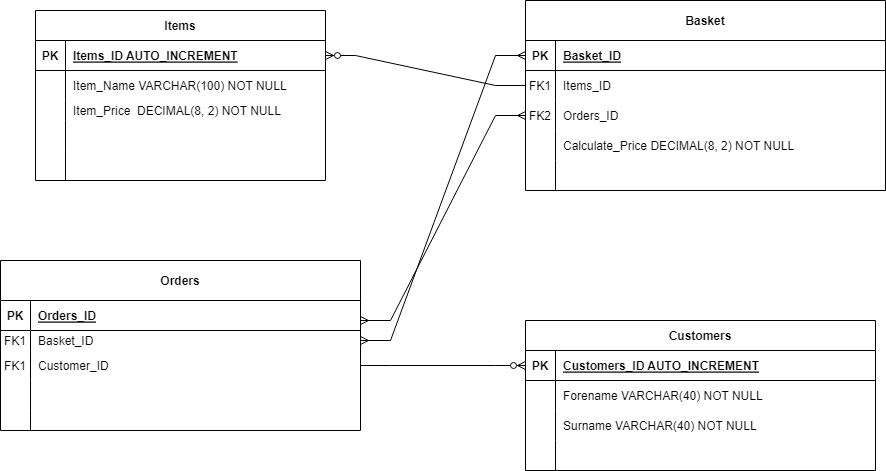 Items
PK Items_ID AUTO_INCREMENT
Item_Name VARCHAR(100) NOT NULL
Item_Price DECIMAL(8, 2) NOT NULL
Basket
PK Basket_ID
FK1 Items_ID
FK2 Orders_ID
Calculate_Price DECIMAL(8, 2) NOT NULL
Orders
PK Orders_ID
FK1 Basket_ID
FK1 Customer_ID
Customers
PK Customers_ID AUTO_INCREMENT
Forename VARCHAR(40) NOT NULL
Surname VARCHAR(40) NOT NULL